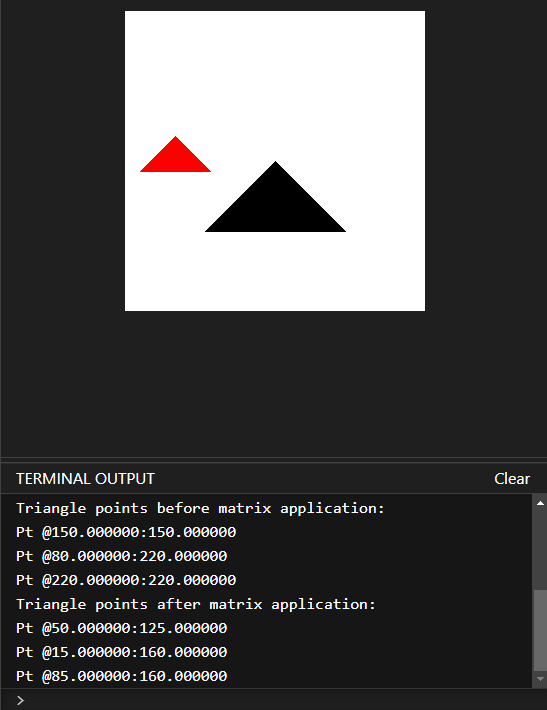 TERMINAL OUTPUT Clear
Triangle points before matrix application:
Pt @150.000000:150.000000
Pt @80.000000:220.000000
Pt @220.000000:220.000000
Triangle points after matrix application:
Pt @50.000000:125.000000
Pt @15.000000:160.000000
Pt @85.000000:160.000000
>